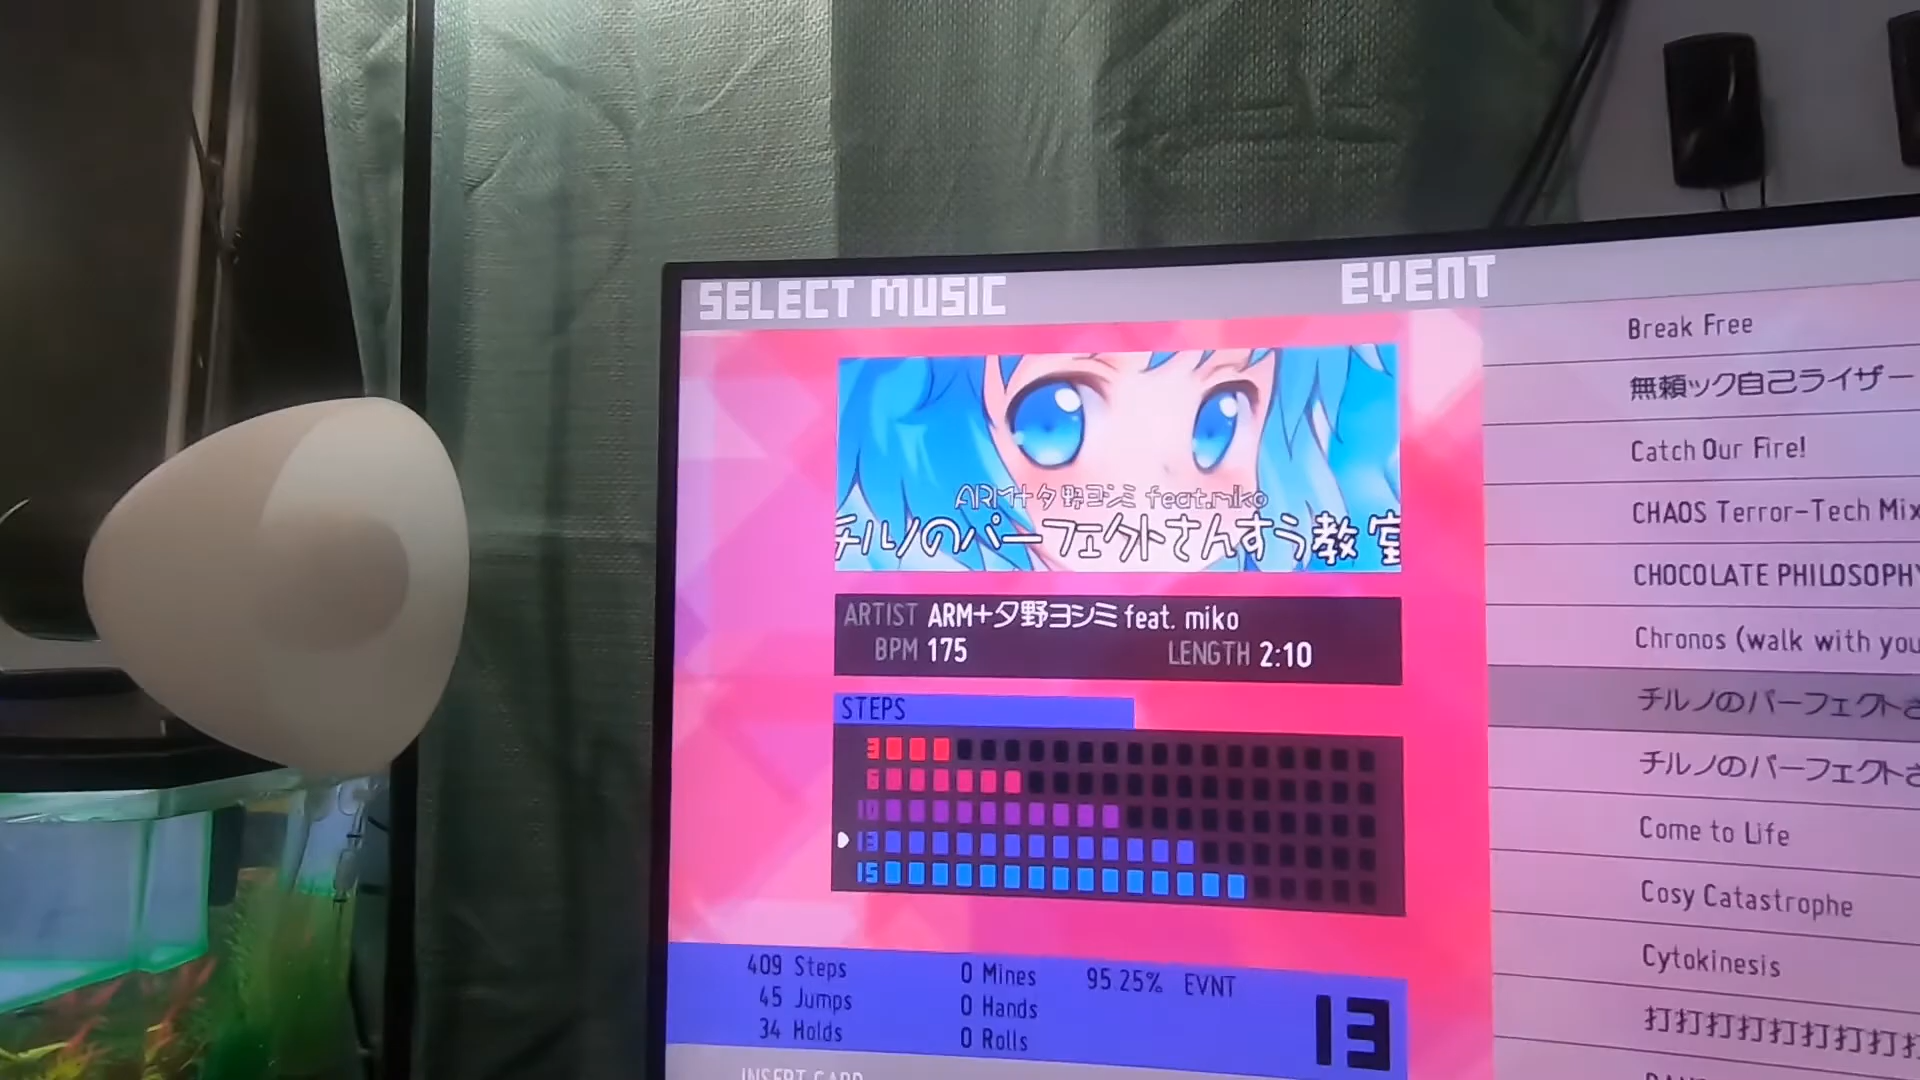 SELECT MUSIC
EVENT
ARM+夕野ヨシミ feat.miko
チルノのパーフェクトさんすう教室
ARTIST ARM+夕野ヨシミ feat. miko
BPM 175 LENGTH 2:10
STEPS
3
6
10
13
15
409 Steps 0 Mines 95.25% EVNT
45 Jumps 0 Hands
34 Holds 0 Rolls
13
INSERT CARD
Break Free
無頼ック自己ライザー
Catch Our Fire!
CHAOS Terror-Tech Mix
CHOCOLATE PHILOSOPHY
Chronos (walk with you
チルノのパーフェクトさ
チルノのパーフェクトさ
Come to Life
Cosy Catastrophe
Cytokinesis
打打打打打打打打打